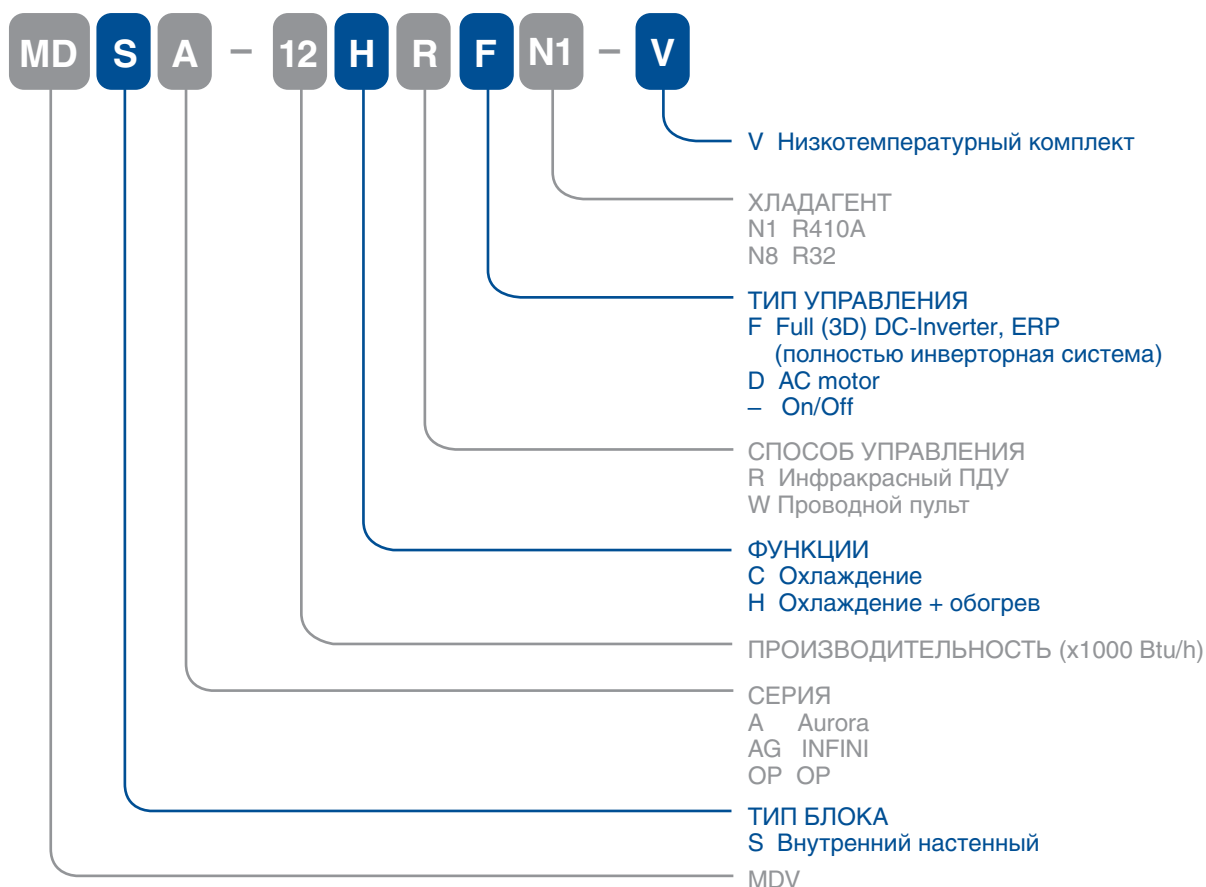 MD S A – 12 H R F N1 – V
V Низкотемпературный комплект
ХЛАДАГЕНТ
N1 R410A
N8 R32
ТИП УПРАВЛЕНИЯ
F Full (3D) DC-Inverter, ERP
(полностью инверторная система)
D AC motor
– On/Off
СПОСОБ УПРАВЛЕНИЯ
R Инфракрасный ПДУ
W Проводной пульт
ФУНКЦИИ
C Охлаждение
H Охлаждение + обогрев
ПРОИЗВОДИТЕЛЬНОСТЬ (x1000 Btu/h)
СЕРИЯ
A Aurora
AG INFINI
OP OP
ТИП БЛОКА
S Внутренний настенный
MDV